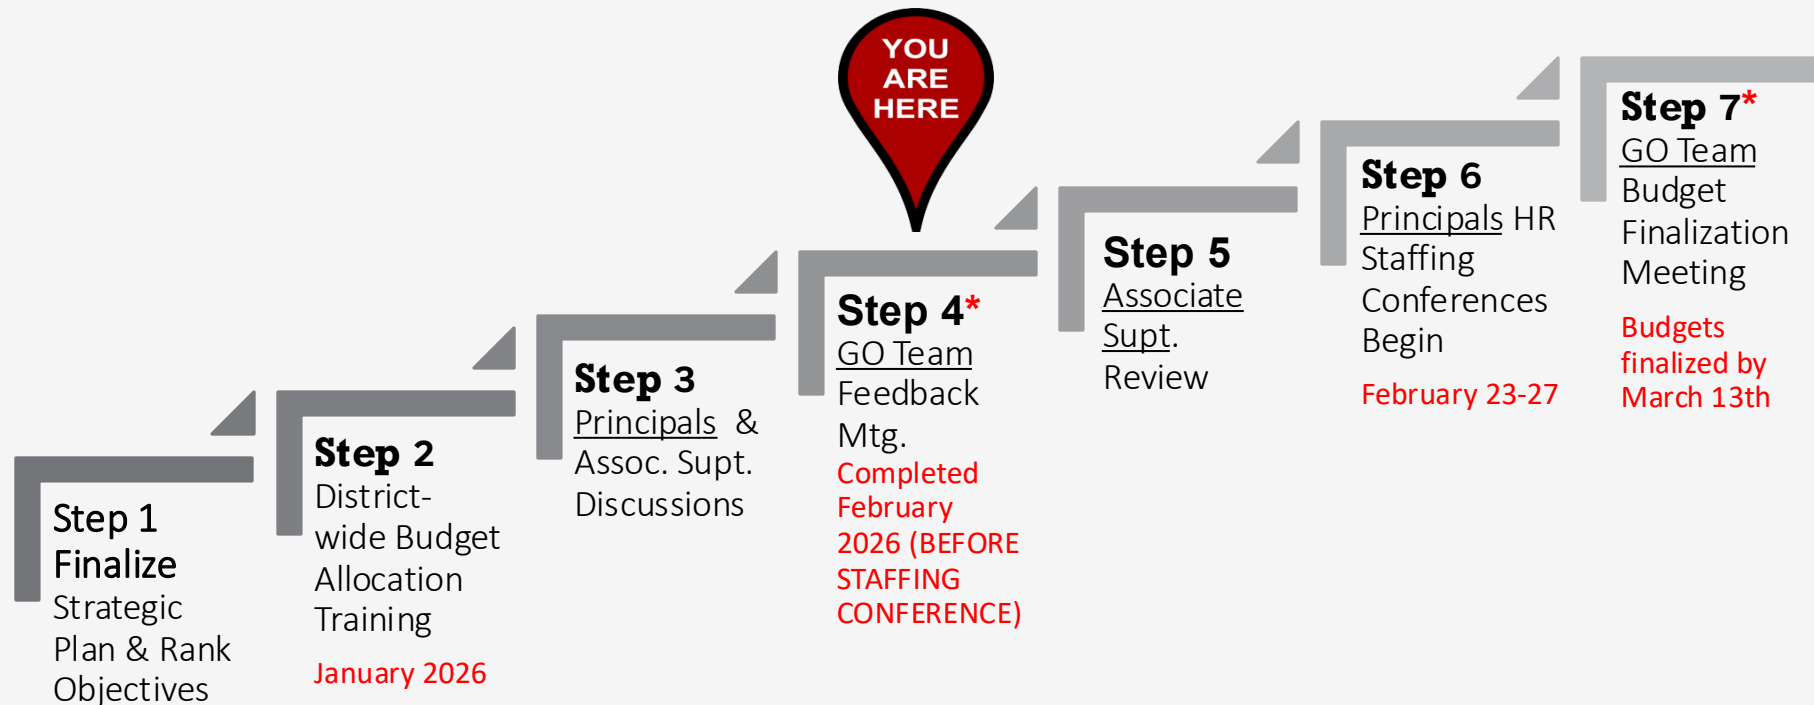 YOU
ARE
HERE
Step 1
Finalize
Strategic
Plan & Rank
Objectives
Step 2
District-
wide Budget
Allocation
Training
January 2026
Step 3
Principals & 
Assoc. Supt.
Discussions
Step 4*
GO Team
Feedback
Mtg.
Completed
February
2026 (BEFORE
STAFFING
CONFERENCE)
Step 5
Associate
Supt.
Review
Step 6
Principals HR
Staffing
Conferences
Begin
February 23-27
Step 7*
GO Team
Budget
Finalization
Meeting
Budgets
finalized by
March 13th